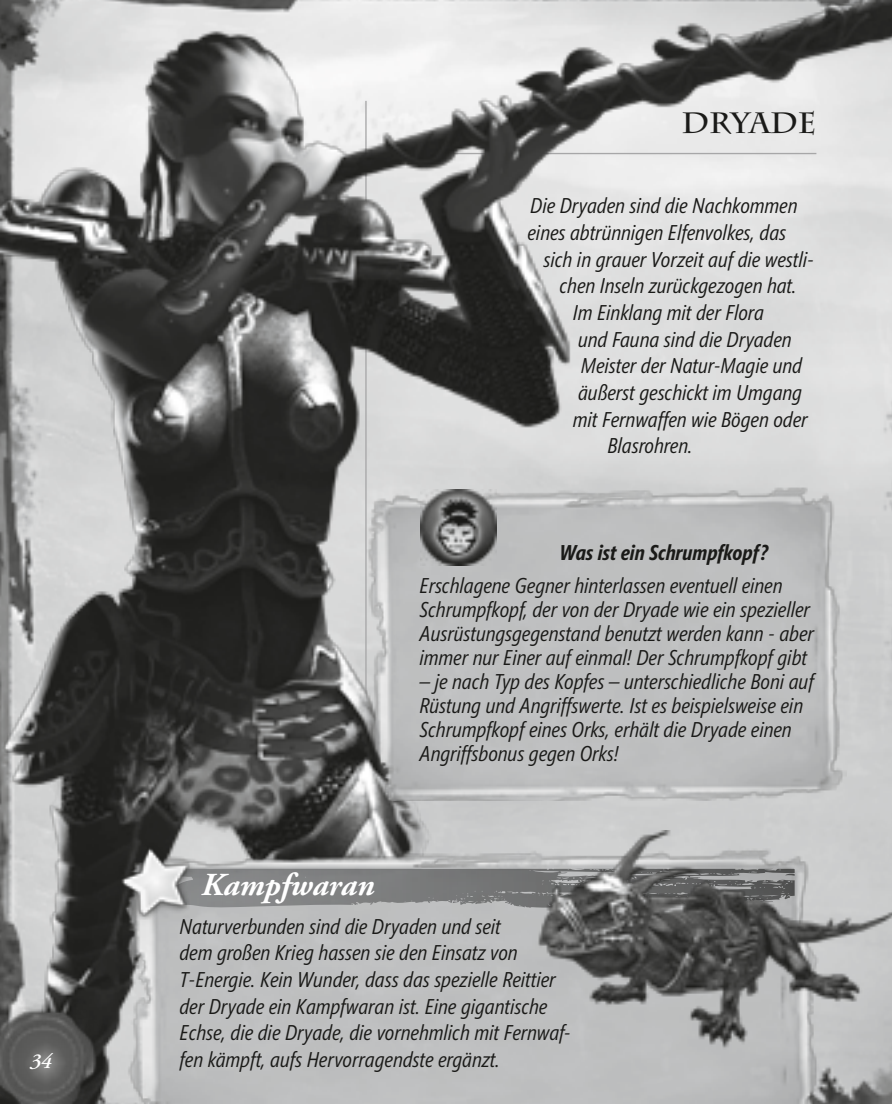 DRYADE
Die Dryaden sind die Nachkommen
eines abtrünnigen Elfenvolkes, das
sich in grauer Vorzeit auf die westli-
chen Inseln zurückgezogen hat.
Im Einklang mit der Flora
und Fauna sind die Dryaden
Meister der Natur-Magie und
äußerst geschickt im Umgang
mit Fernwaffen wie Bögen oder
Blasrohren.
Was ist ein Schrumpfkopf?
Erschlagene Gegner hinterlassen eventuell einen
Schrumpfkopf, der von der Dryade wie ein spezieller
Ausrüstungsgegenstand benutzt werden kann - aber
immer nur Einer auf einmal! Der Schrumpfkopf gibt
– je nach Typ des Kopfes – unterschiedliche Boni auf
Rüstung und Angriffswerte. Ist es beispielsweise ein
Schrumpfkopf eines Orks, erhält die Dryade einen
Angriffsbonus gegen Orks!
Kampfwaran
Naturverbunden sind die Dryaden und seit
dem großen Krieg hassen sie den Einsatz von
T-Energie. Kein Wunder, dass das spezielle Reittier
der Dryade ein Kampfwaran ist. Eine gigantische
Echse, die die Dryade, die vornehmlich mit Fernwaf-
fen kämpft, aufs Hervorragendste ergänzt.
34